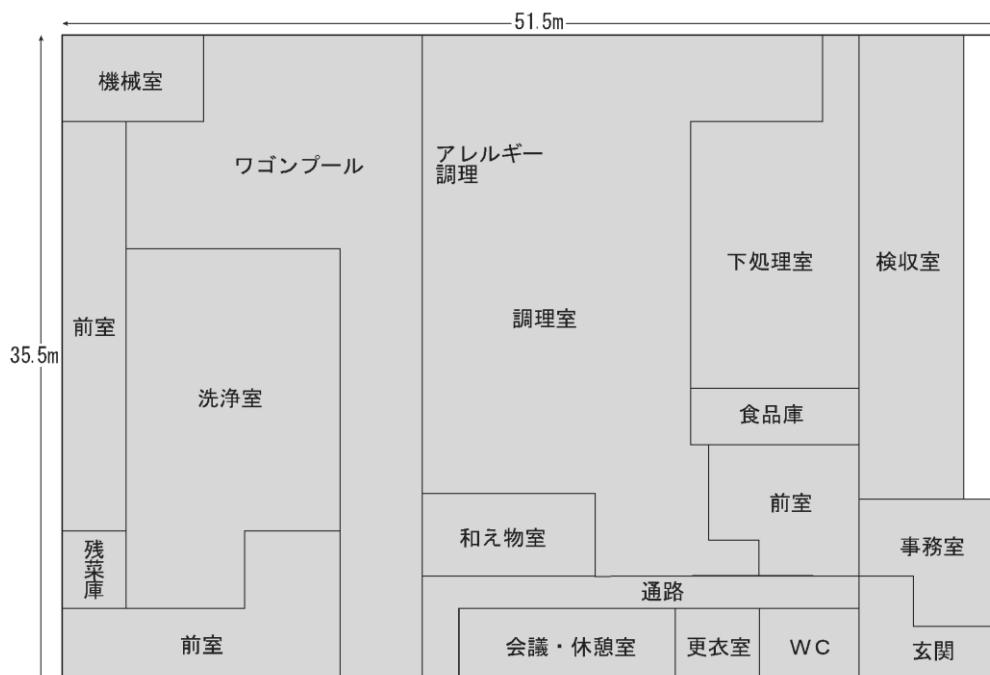 51.5m
機械室
ワゴンプール
アレルギー
調理
下処理室
検収室
前室
調理室
35.5m
洗浄室
食品庫
前室
和え物室
事務室
残菜庫
通路
前室
会議・休憩室
更衣室
ＷＣ
玄関